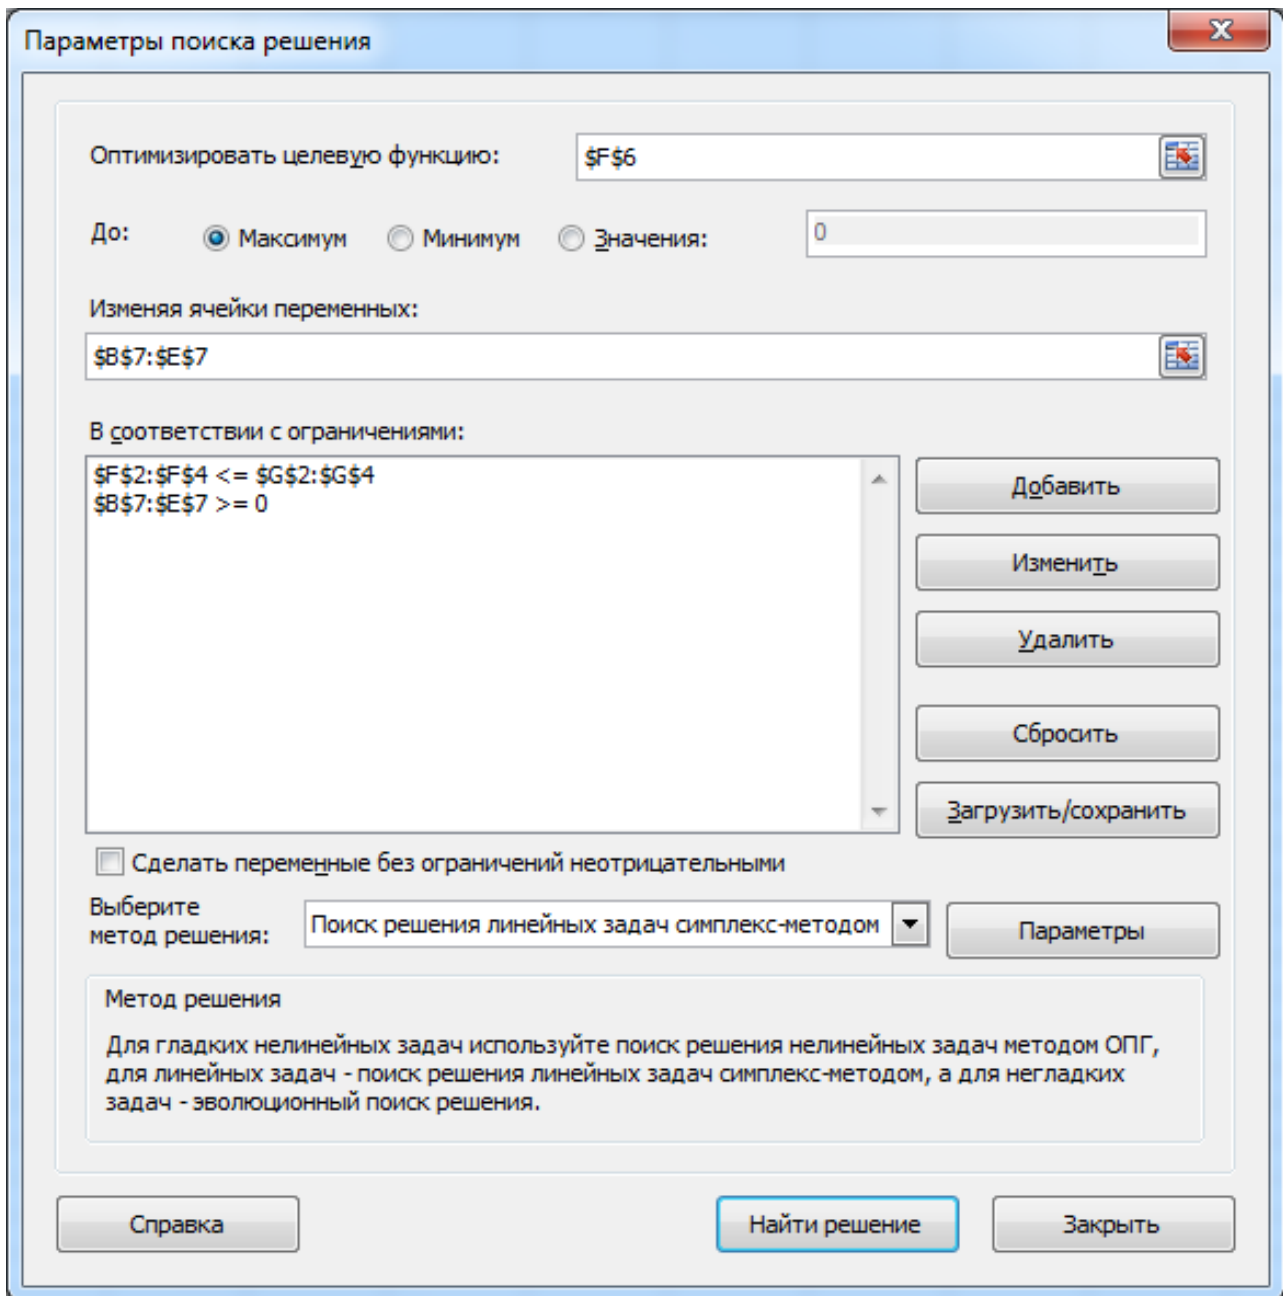 Параметры поиска решения
Оптимизировать целевую функцию:
$F$6
До:
Максимум
Минимум
Значения:
0
Изменяя ячейки переменных:
$B$7:$E$7
В соответствии с ограничениями:
$F$2:$F$4 <= $G$2:$G$4
$B$7:$E$7 >= 0
Добавить
Изменить
Удалить
Сбросить
Загрузить/сохранить
Сделать переменные без ограничений неотрицательными
Выберите
метод решения:
Поиск решения линейных задач симплекс-методом
Параметры
Метод решения
Для гладких нелинейных задач используйте поиск решения нелинейных задач методом ОПГ,
для линейных задач - поиск решения линейных задач симплекс-методом, а для негладких
задач - эволюционный поиск решения.
Справка
Найти решение
Закрыть